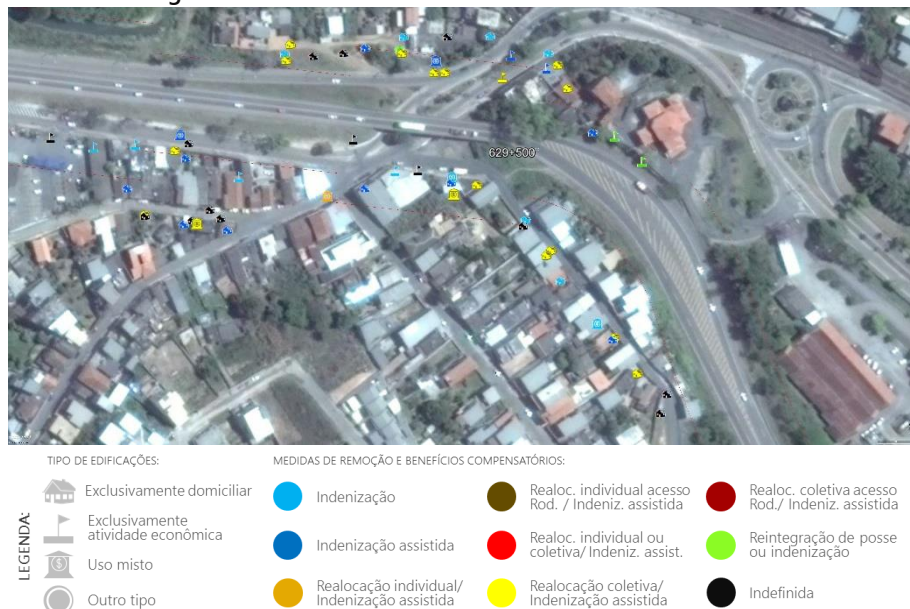 629+500
TIPO DE EDIFICAÇÕES:
MEDIDAS DE REMOÇÃO E BENEFÍCIOS COMPENSATÓRIOS:
LEGENDA:
Exclusivamente domiciliar
Exclusivamente
atividade econômica
Uso misto
Outro tipo
Indenização
Indenização assistida
Realocação individual/
Indenização assistida
Realoc. individual acesso
Rod. / Indeniz. assistida
Realoc. individual ou
coletiva/ Indeniz. assist.
Realocação coletiva/
Indenização assistida
Realoc. coletiva acesso
Rod./ Indeniz. assistida
Reintegração de posse
ou indenização
Indefinida